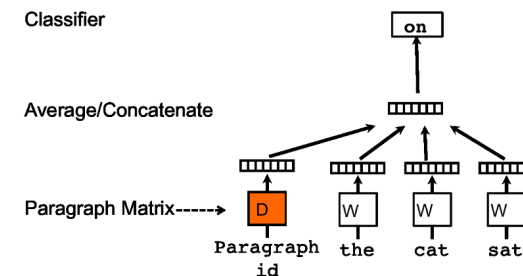 Classifier
on
Average/Concatenate
Paragraph Matrix
D
W
W
W
Paragraph
id
the
cat
sat